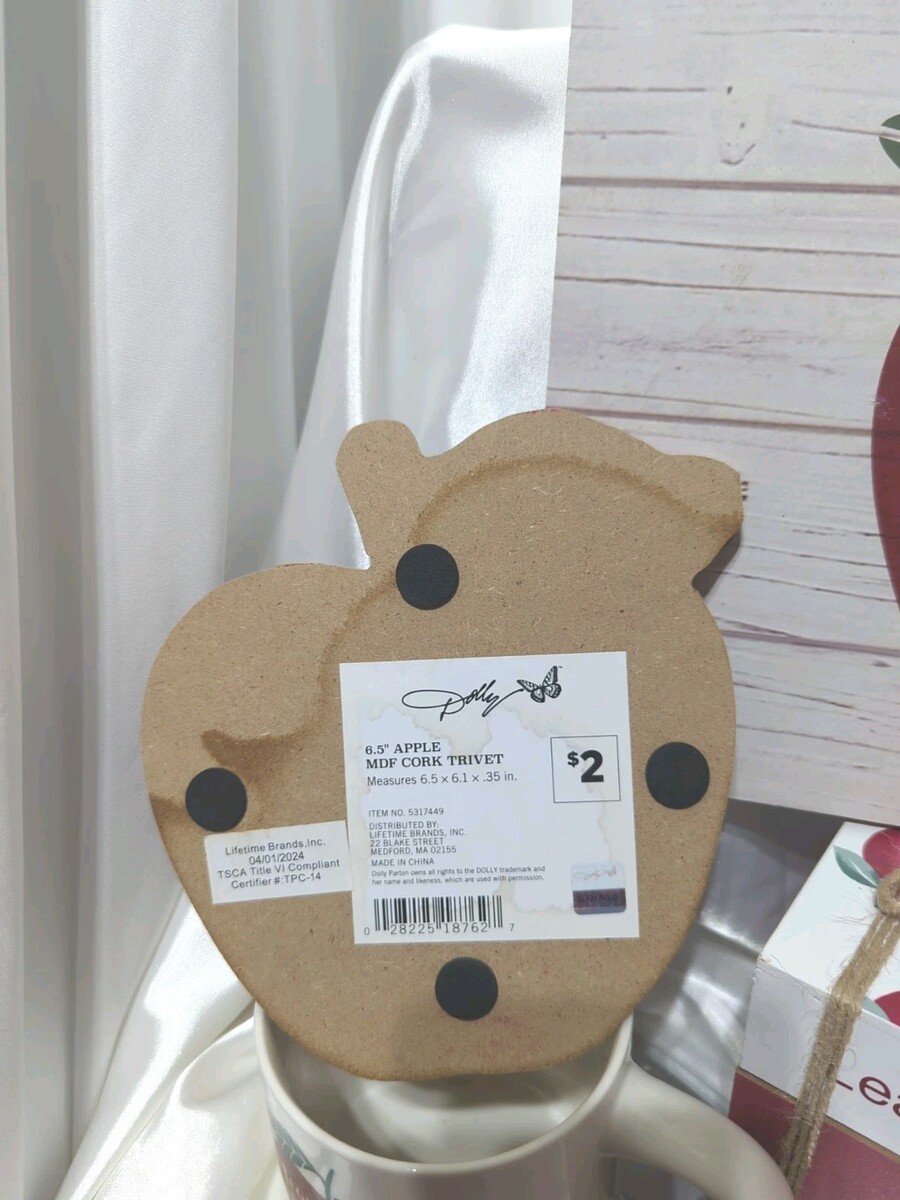 Dolly
6.5" APPLE
MDF CORK TRIVET
Measures 6.5 x 6.1 x .35 in.
$2
ITEM NO. 5317449
DISTRIBUTED BY:
LIFETIME BRANDS, INC.
22 BLAKE STREET
MEDFORD, MA 02155
MADE IN CHINA
Dolly Parton owns all rights to the DOLLY trademark and
her name and likeness, which are used with permission.
0 28225 18762 7
Lifetime Brands,Inc.
04/01/2024
TSCA Title VI Compliant
Certifier #:TPC-14